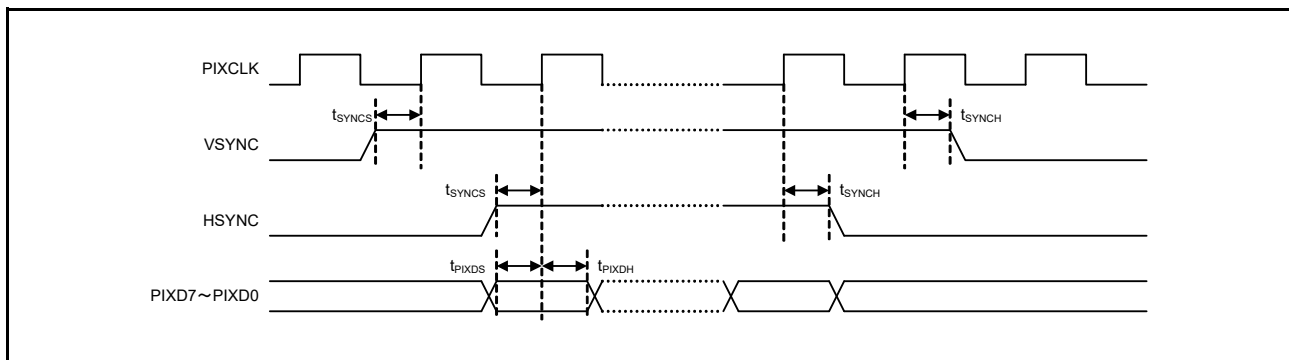 PIXCLK
tSYNCS tSYNCH
VSYNC
tSYNCS tSYNCH
HSYNC
tPIXDS tPIXDH
PIXD7～PIXD0